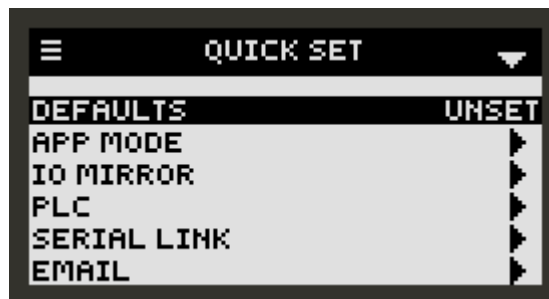 QUICK SET
DEFAULTS UNSET
APP MODE
IO MIRROR
PLC
SERIAL LINK
EMAIL